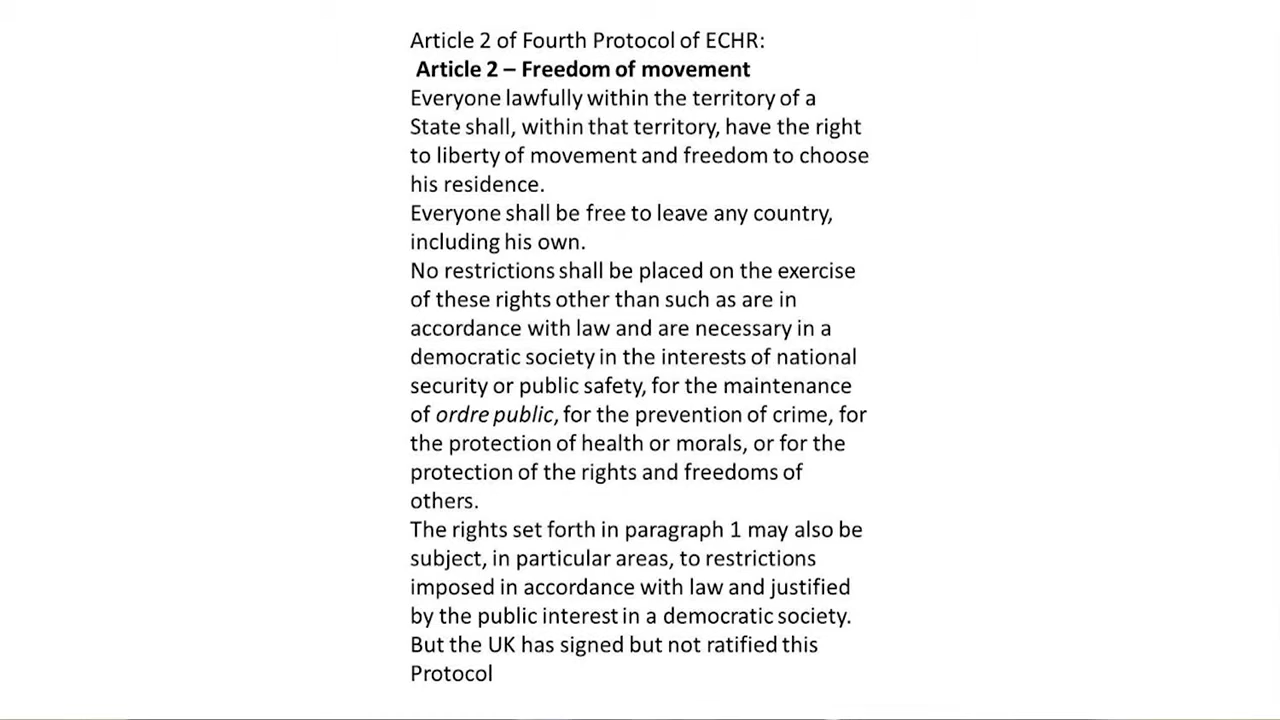 Article 2 of Fourth Protocol of ECHR:
Article 2 – Freedom of movement
Everyone lawfully within the territory of a
State shall, within that territory, have the right
to liberty of movement and freedom to choose
his residence.
Everyone shall be free to leave any country,
including his own.
No restrictions shall be placed on the exercise
of these rights other than such as are in
accordance with law and are necessary in a
democratic society in the interests of national
security or public safety, for the maintenance
of ordre public, for the prevention of crime, for
the protection of health or morals, or for the
protection of the rights and freedoms of
others.
The rights set forth in paragraph 1 may also be
subject, in particular areas, to restrictions
imposed in accordance with law and justified
by the public interest in a democratic society.
But the UK has signed but not ratified this
Protocol